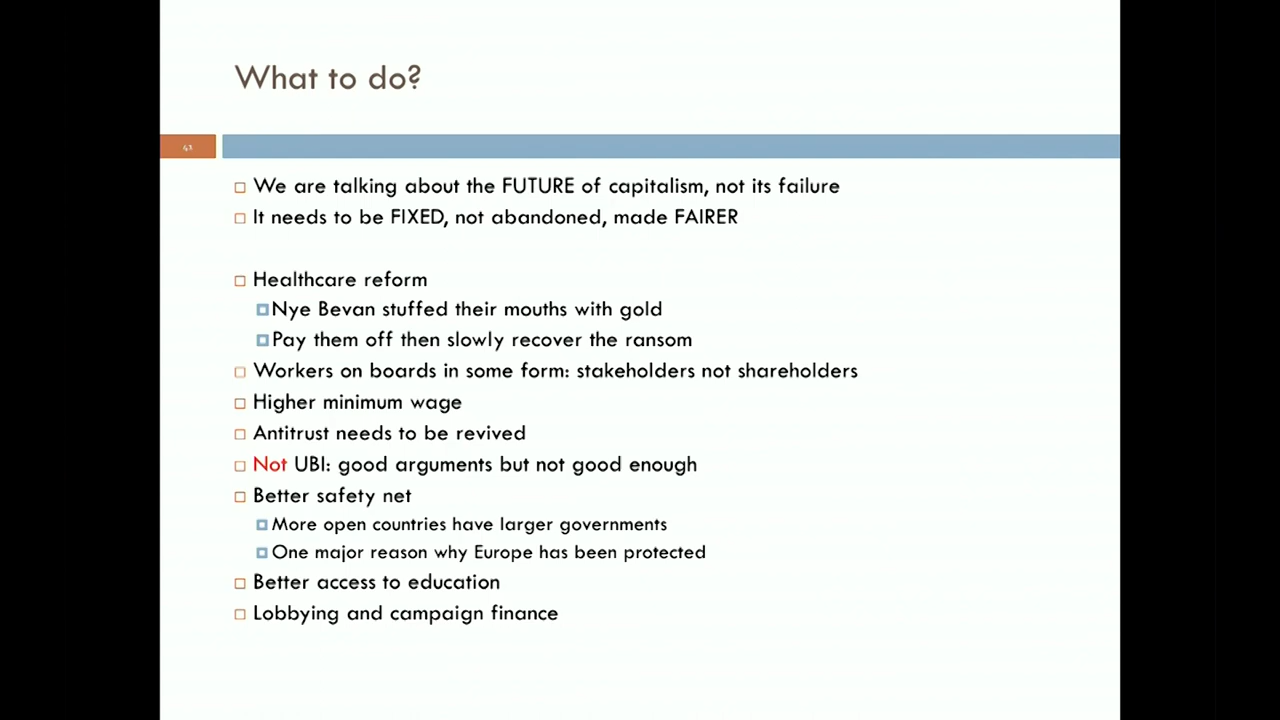 What to do?
41
We are talking about the FUTURE of capitalism, not its failure
It needs to be FIXED, not abandoned, made FAIRER
Healthcare reform
Nye Bevan stuffed their mouths with gold
Pay them off then slowly recover the ransom
Workers on boards in some form: stakeholders not shareholders
Higher minimum wage
Antitrust needs to be revived
Not UBI: good arguments but not good enough
Better safety net
More open countries have larger governments
One major reason why Europe has been protected
Better access to education
Lobbying and campaign finance